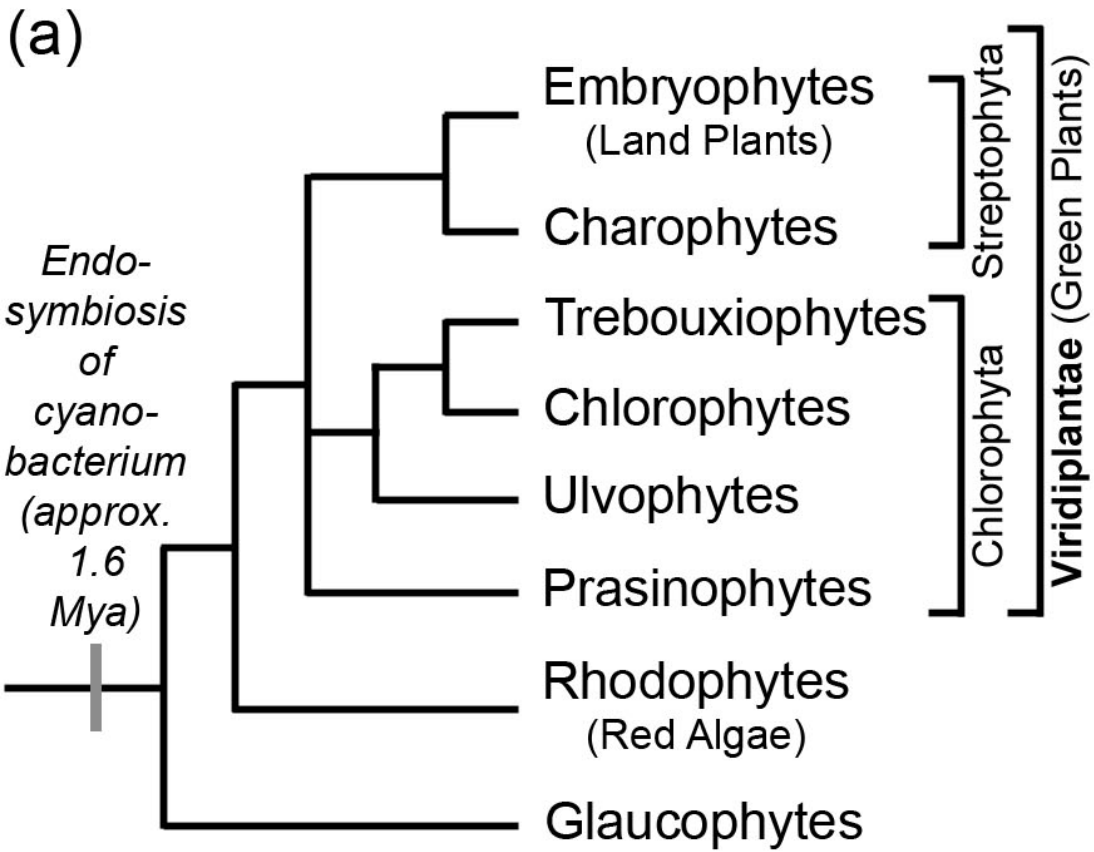 (a)
Endo-
symbiosis
of
cyano-
bacterium
(approx.
1.6
Mya)
Embryophytes
(Land Plants)
Charophytes
Trebouxiophytes
Chlorophytes
Ulvophytes
Prasinophytes
Rhodophytes
(Red Algae)
Glaucophytes
Streptophyta
Chlorophyta
Viridiplantae (Green Plants)